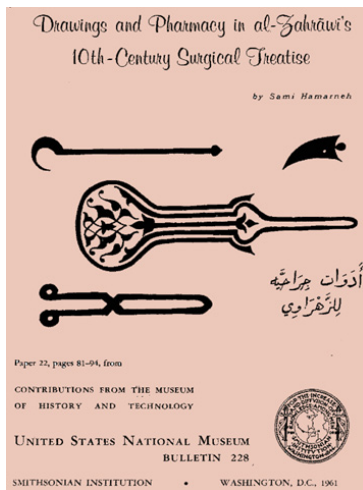 Drawings and Pharmacy in al-Zahrāwī's
10th-Century Surgical Treatise
by Sami Hamarneh
أدوات جراحيه
للزهراوي
Paper 22, pages 81–94, from
CONTRIBUTIONS FROM THE MUSEUM
OF HISTORY AND TECHNOLOGY
UNITED STATES NATIONAL MUSEUM
BULLETIN 228
SMITHSONIAN INSTITUTION • WASHINGTON, D.C., 1961